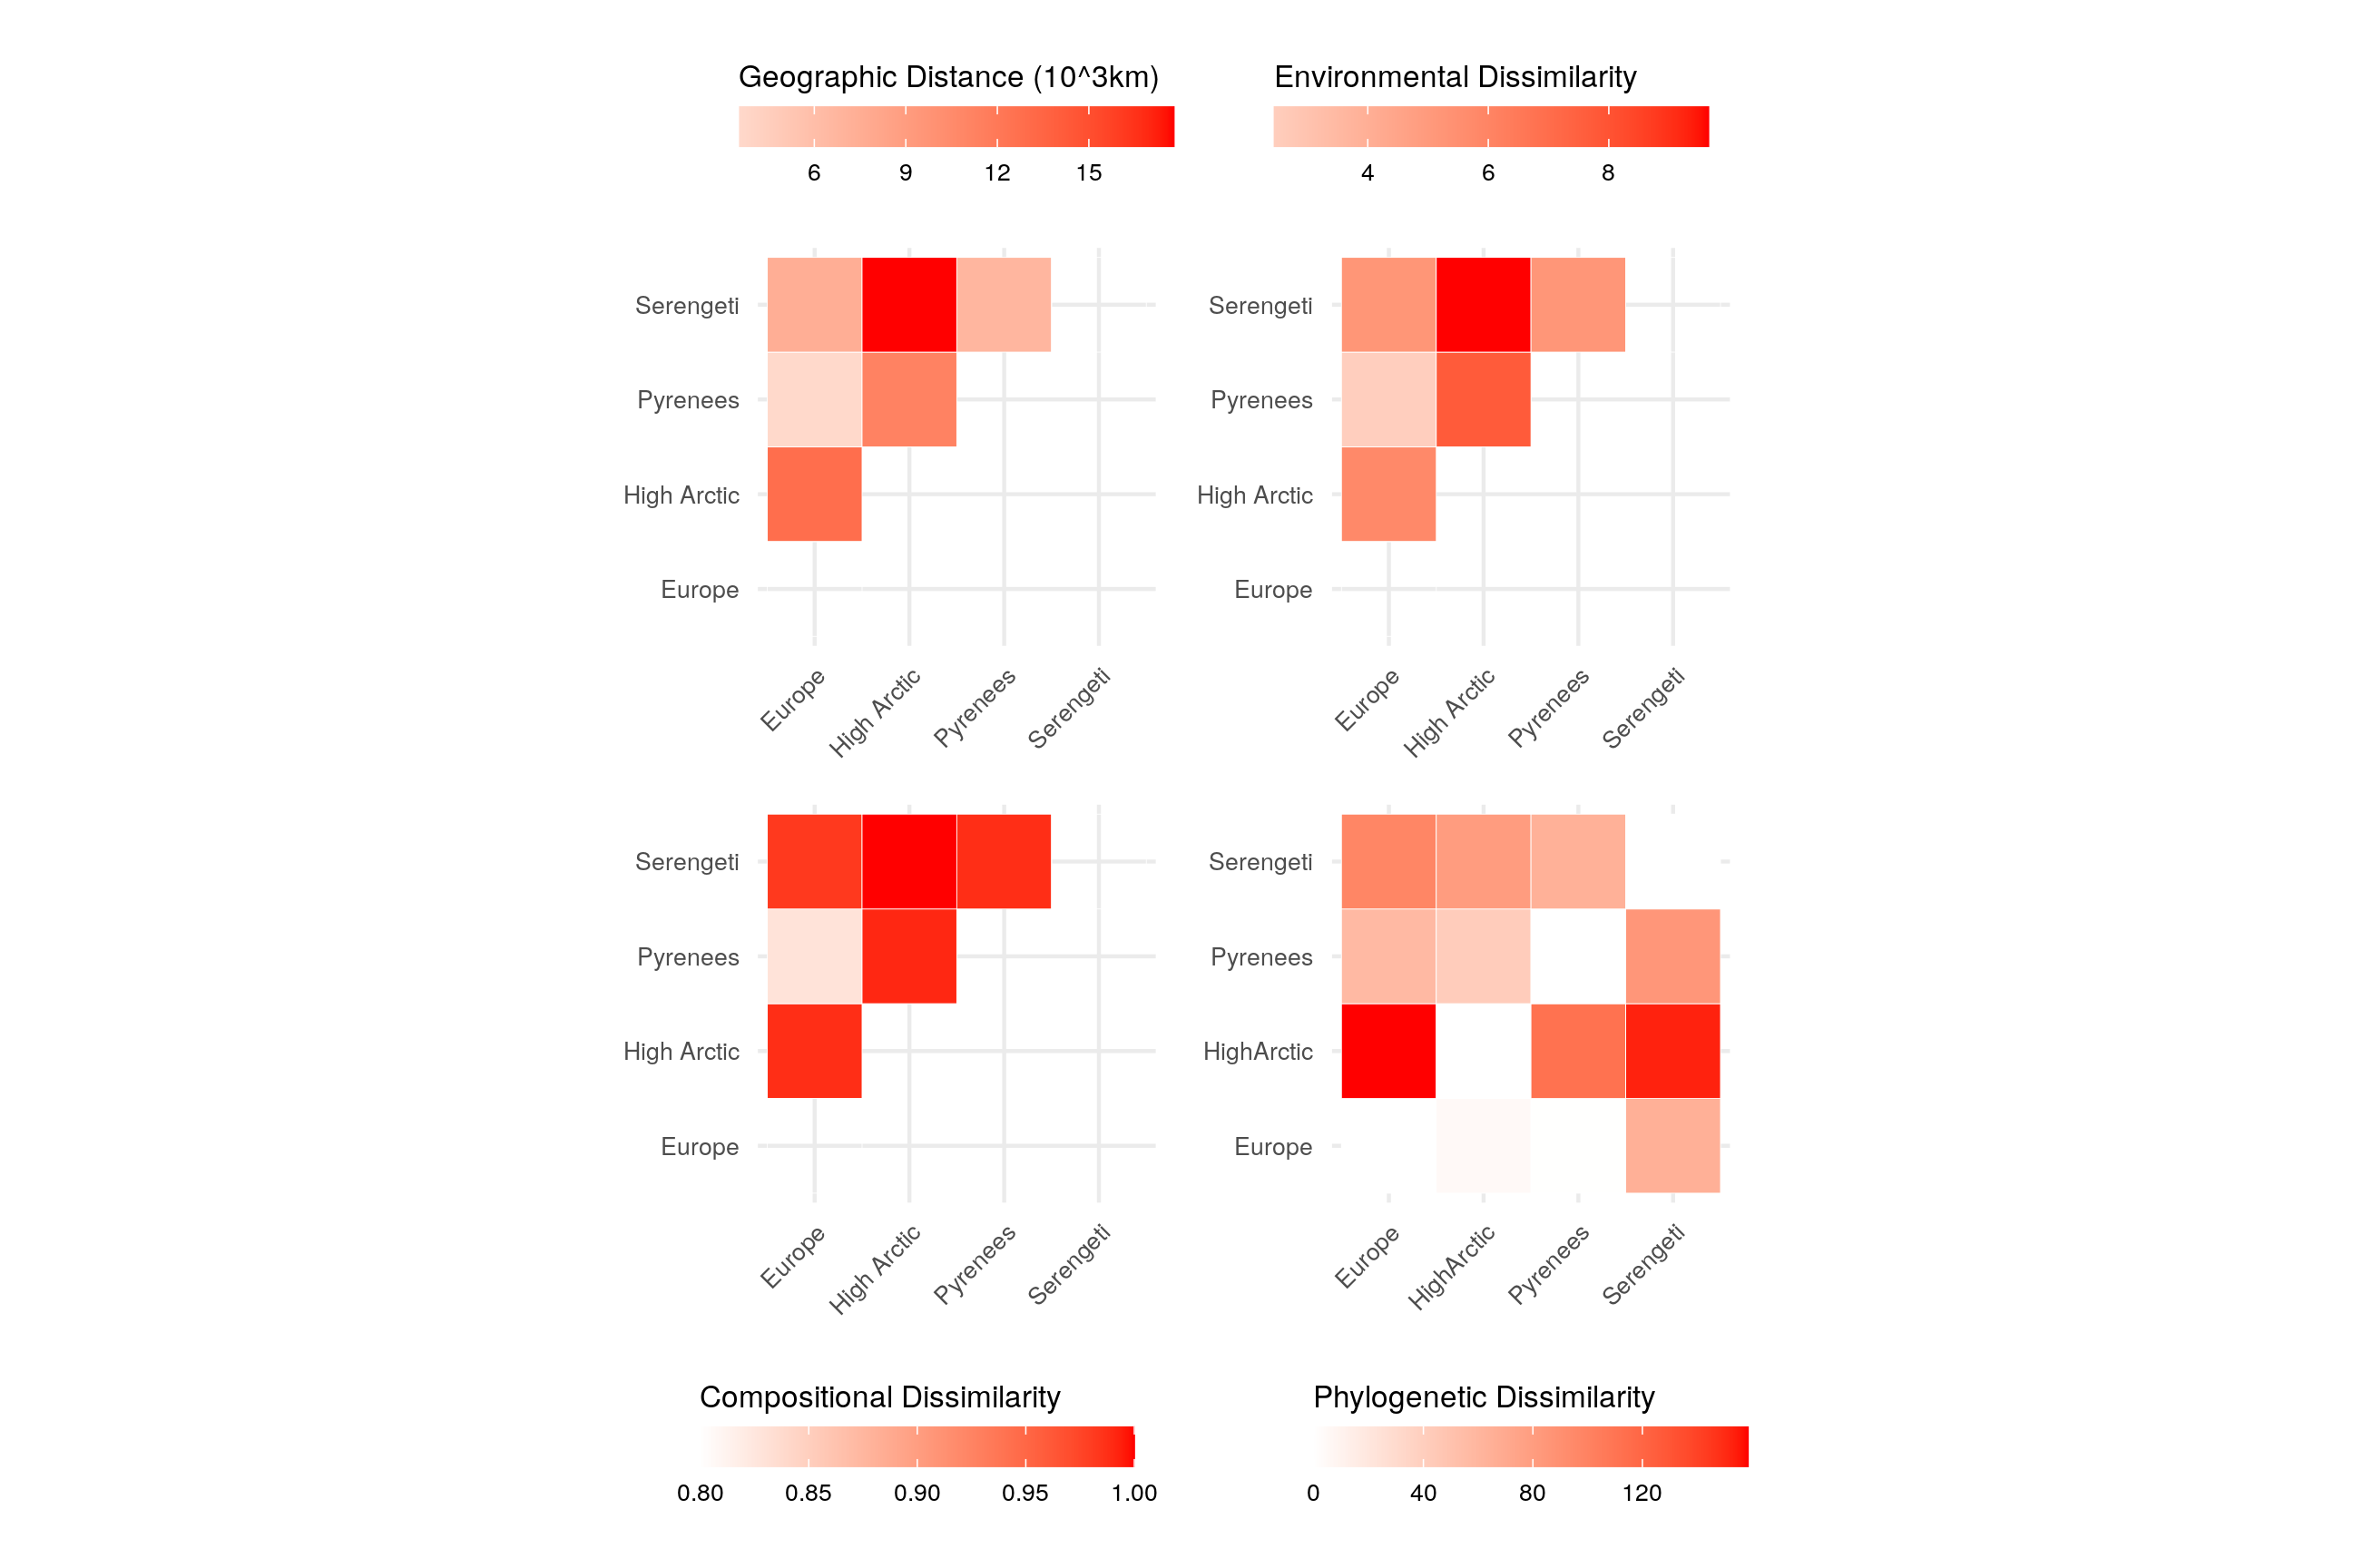 Geographic Distance (10^3km)
6 9 12 15
Environmental Dissimilarity
4 6 8
Serengeti
Pyrenees
High Arctic
Europe
Europe High Arctic Pyrenees Serengeti
Serengeti
Pyrenees
High Arctic
Europe
Europe High Arctic Pyrenees Serengeti
Serengeti
Pyrenees
High Arctic
Europe
Europe High Arctic Pyrenees Serengeti
Serengeti
Pyrenees
HighArctic
Europe
Europe HighArctic Pyrenees Serengeti
Compositional Dissimilarity
0.80 0.85 0.90 0.95 1.00
Phylogenetic Dissimilarity
0 40 80 120